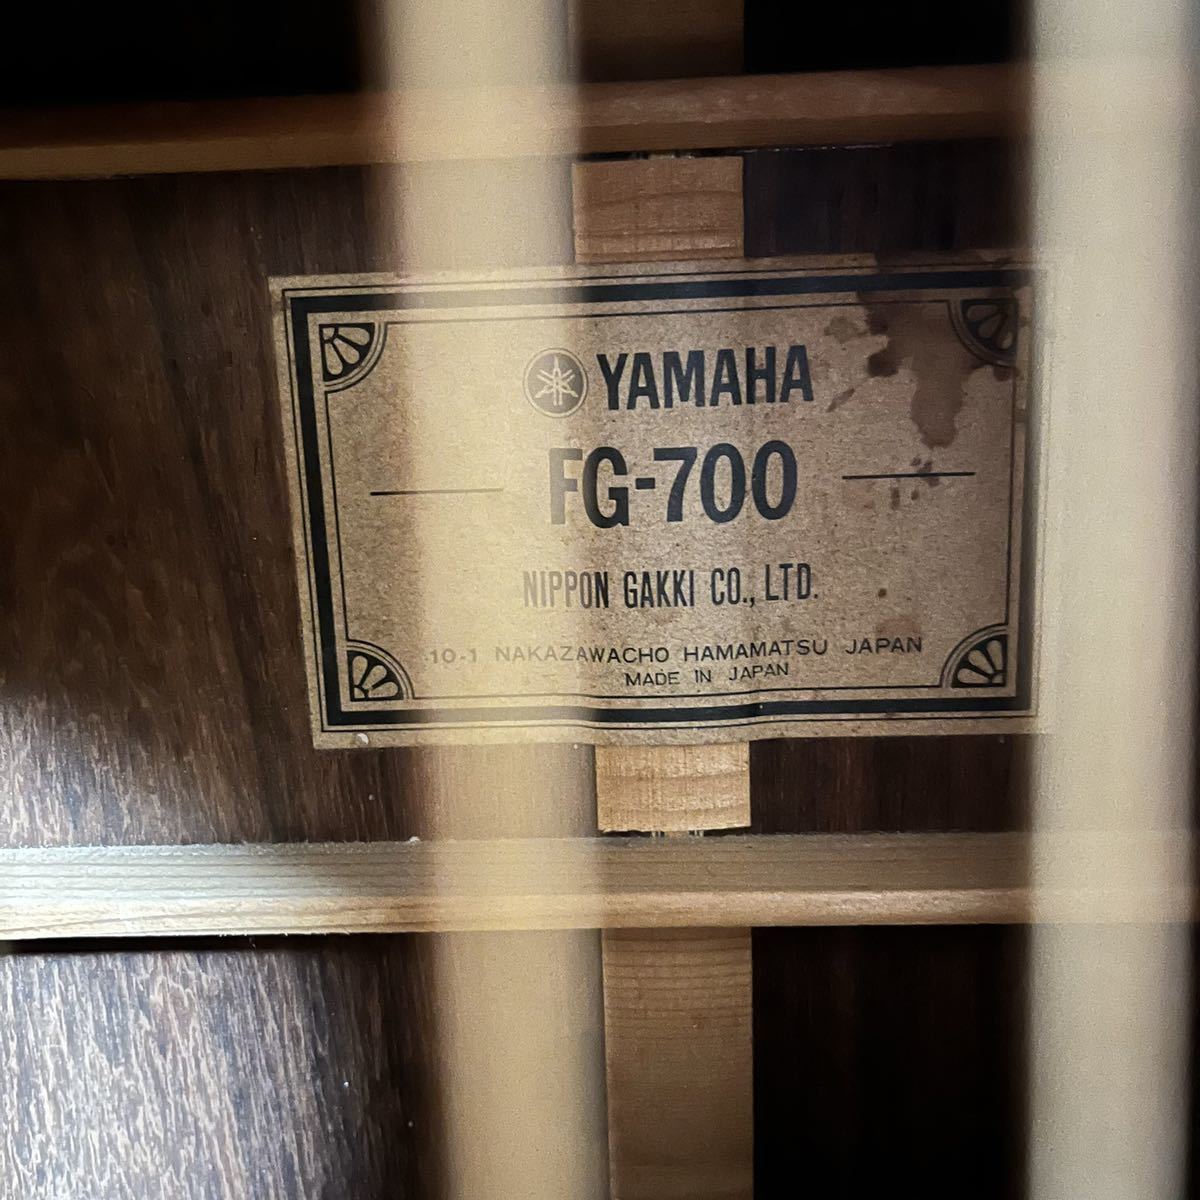 YAMAHA
FG-700
NIPPON GAKKI CO., LTD.
10-1 NAKAZAWACHO HAMAMATSU JAPAN
MADE IN JAPAN